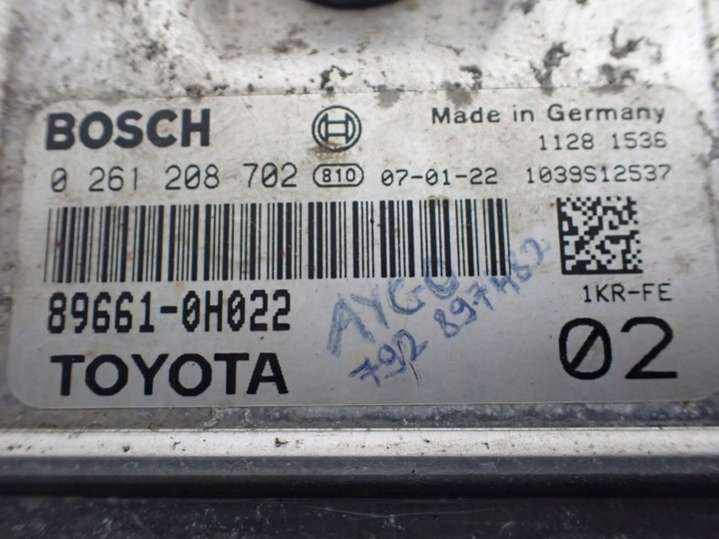 BOSCH
Made in Germany
1128 1536
0 261 208 702 810 07-01-22 1039S12537
89661-0H022
AYGO
792 897482
1KR-FE
TOYOTA
02